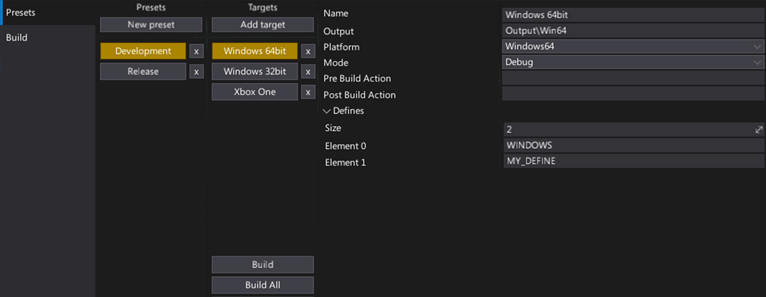 Presets
Build
Presets
New preset
Development x
Release x
Targets
Add target
Windows 64bit x
Windows 32bit x
Xbox One x
Build
Build All
Name Windows 64bit
Output Output\Win64
Platform Windows64
Mode Debug
Pre Build Action
Post Build Action
Defines
Size 2
Element 0 WINDOWS
Element 1 MY_DEFINE